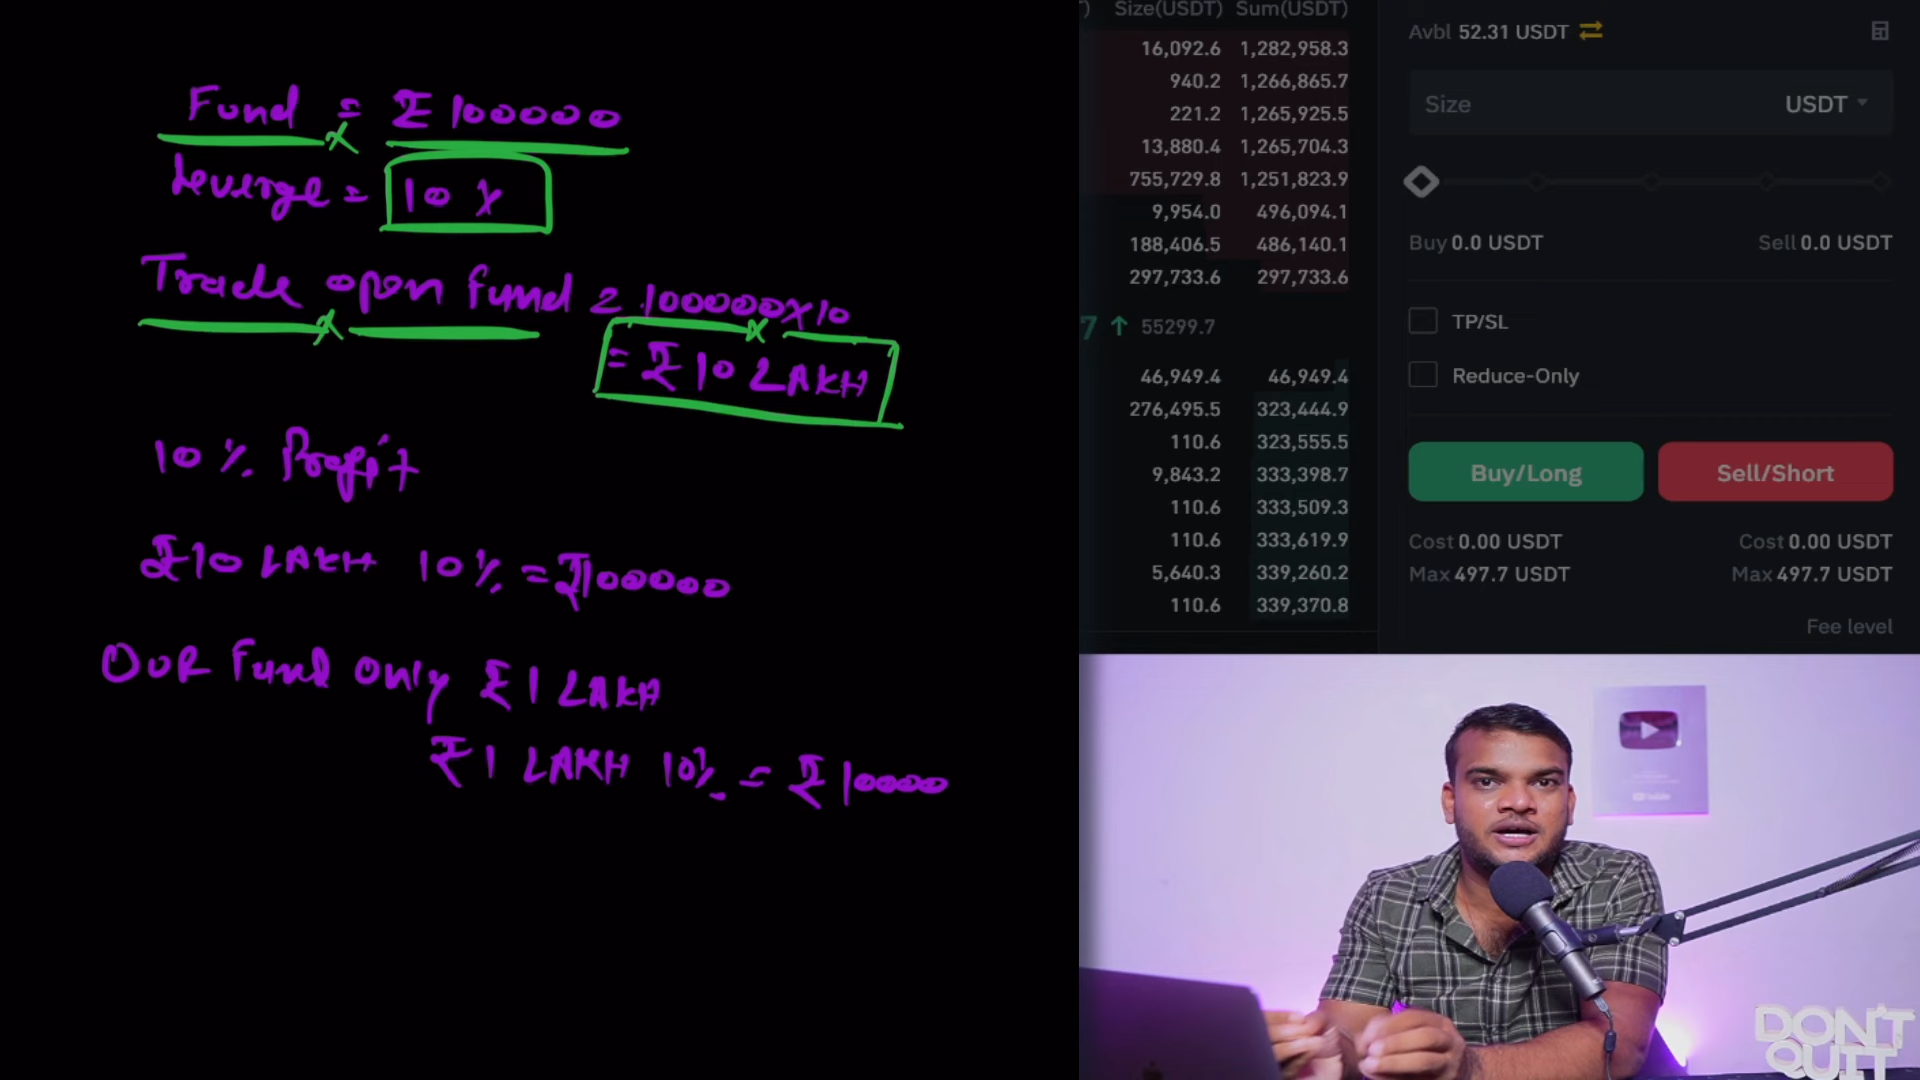 Fund = ₹ 100000
Leverge = 10 X
Trade open fund = 100000X10
= ₹ 10 LAKH
10 % Profit
₹10 LAKH 10% = ₹100000
OUR Fund only ₹ 1 LAKH
₹ 1 LAKH 10% = ₹ 10000
Size(USDT) Sum(USDT)
16,092.6 1,282,958.3
940.2 1,266,865.7
221.2 1,265,925.5
13,880.4 1,265,704.3
755,729.8 1,251,823.9
9,954.0 496,094.1
188,406.5 486,140.1
297,733.6 297,733.6
7 ↑ 55299.7
46,949.4 46,949.4
276,495.5 323,444.9
110.6 323,555.5
9,843.2 333,398.7
110.6 333,509.3
110.6 333,619.9
5,640.3 339,260.2
110.6 339,370.8
Avbl 52.31 USDT
Size USDT
Buy 0.0 USDT Sell 0.0 USDT
TP/SL
Reduce-Only
Buy/Long Sell/Short
Cost 0.00 USDT Cost 0.00 USDT
Max 497.7 USDT Max 497.7 USDT
Fee level
DON'T
QUIT